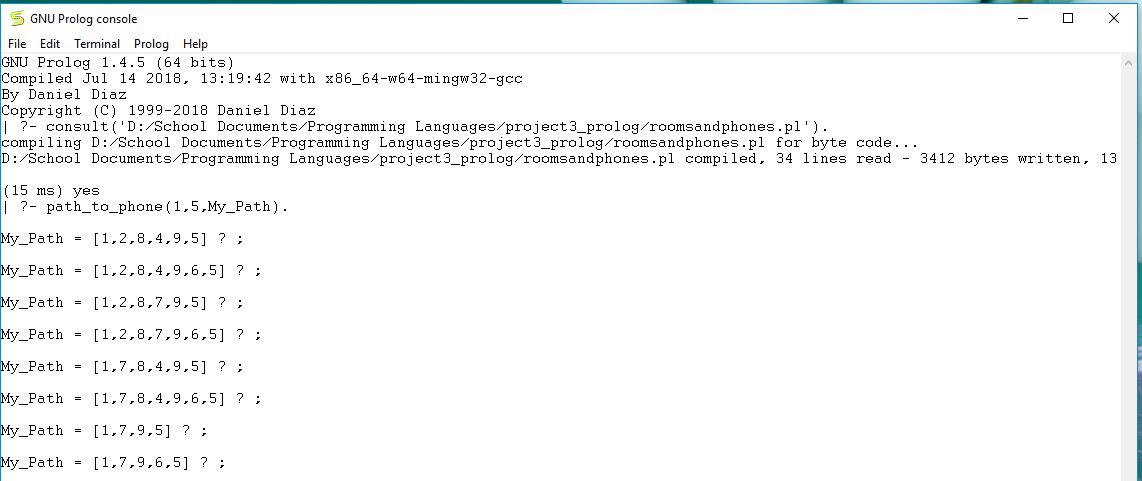 GNU Prolog console
File Edit Terminal Prolog Help
GNU Prolog 1.4.5 (64 bits)
Compiled Jul 14 2018, 13:19:42 with x86_64-w64-mingw32-gcc
By Daniel Diaz
Copyright (C) 1999-2018 Daniel Diaz
| ?- consult('D:/School Documents/Programming Languages/project3_prolog/roomsandphones.pl').
compiling D:/School Documents/Programming Languages/project3_prolog/roomsandphones.pl for byte code...
D:/School Documents/Programming Languages/project3_prolog/roomsandphones.pl compiled, 34 lines read - 3412 bytes written, 13
(15 ms) yes
| ?- path_to_phone(1,5,My_Path).
My_Path = [1,2,8,4,9,5] ? ;
My_Path = [1,2,8,4,9,6,5] ? ;
My_Path = [1,2,8,7,9,5] ? ;
My_Path = [1,2,8,7,9,6,5] ? ;
My_Path = [1,7,8,4,9,5] ? ;
My_Path = [1,7,8,4,9,6,5] ? ;
My_Path = [1,7,9,5] ? ;
My_Path = [1,7,9,6,5] ? ;